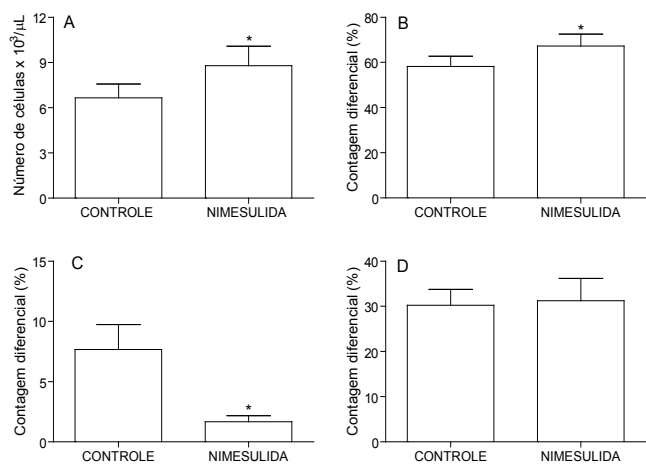 A
Número de células x 10³/µL
12
9
6
3
0
*
CONTROLE NIMESULIDA
B
Contagem diferencial (%)
80
60
40
20
0
*
CONTROLE NIMESULIDA
C
Contagem diferencial (%)
15
10
5
0
*
CONTROLE NIMESULIDA
D
Contagem diferencial (%)
40
30
20
10
0
CONTROLE NIMESULIDA